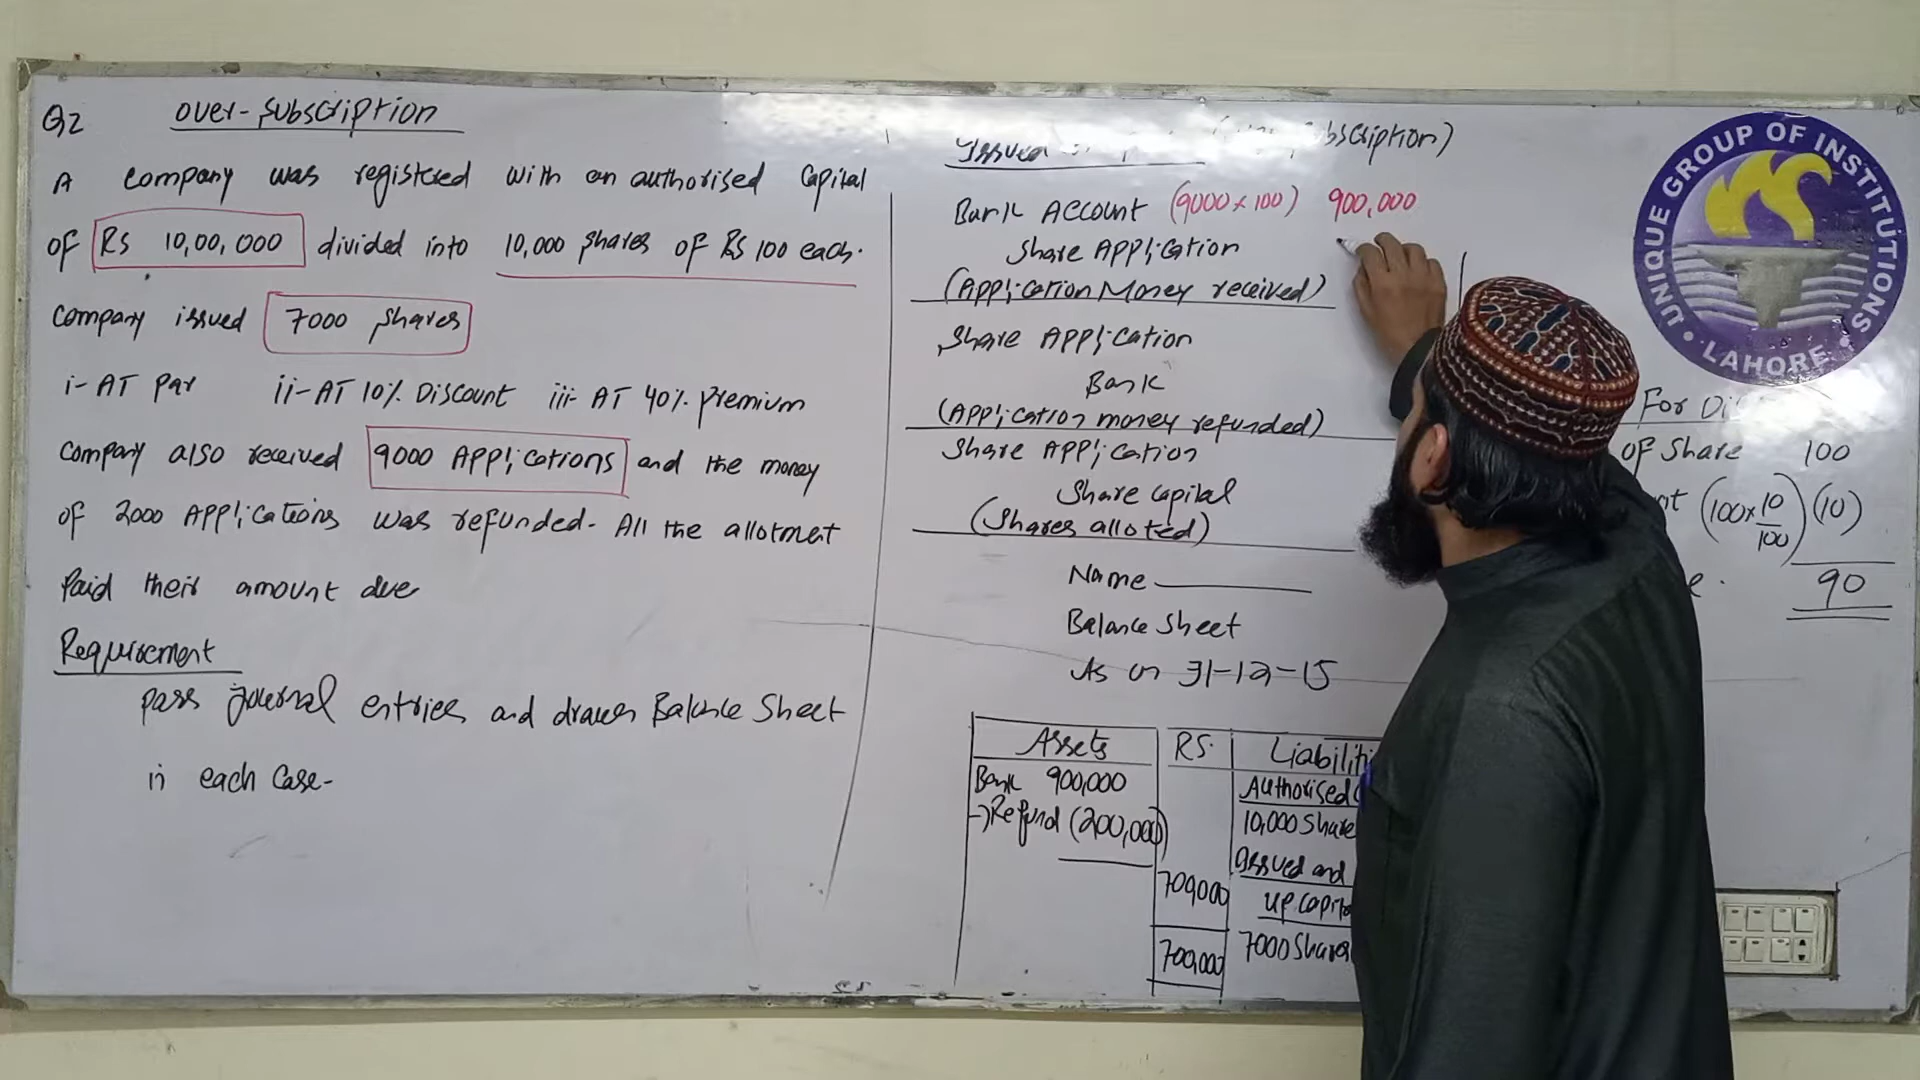 Q2 over-subscription
A company was registered with an authorised capital
of RS 10,00,000 divided into 10,000 shares of RS 100 each.
company issued 7000 shares
i- AT Par ii- AT 10% Discount iii- AT 40% premium
company also received 9000 Applications and the money
of 2000 Applications was refunded- All the allotment
Paid their amount due
Requirement
pass journal entries and drawn Balance Sheet
in each case-
Issued subscription)
Bank Account (9000 x 100) 900,000
Share Application
(Application Money received)
Share Application
Bank
(Application money refunded)
Share Application
Share capital
(Shares alloted)
Name
Balance Sheet
As on 31-12-15
Assets RS. Liabiliti
Bank 900,000 Authorised
Refund (200,000) 10,000 Share
Issued and
700,000 up Capit
700,000 7000 Shares
For Di
of Share 100
(100 x 10/100) (10)
90
UNIQUE GROUP OF INSTITUTIONS
• LAHORE •